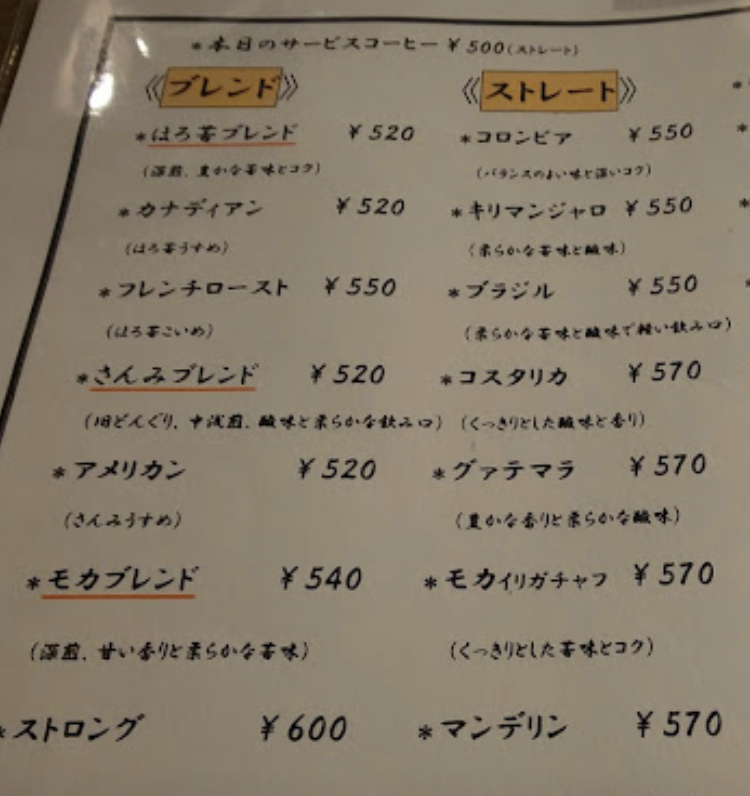 *本日のサービスコーヒー ¥500(ストレート)
《ブレンド》
*ほろ苦ブレンド ¥520
(深煎、豊かな苦味とコク)
*カナディアン ¥520
(ほろ苦うすめ)
*フレンチロースト ¥550
(ほろ苦こいめ)
*さんみブレンド ¥520
(旧どんぐり、中浅煎、酸味と柔らかな飲み口)
*アメリカン ¥520
(さんみうすめ)
*モカブレンド ¥540
(深煎、甘い香りと柔らかな苦味)
*ストロング ¥600
《ストレート》
*コロンビア ¥550
(バランスのよい味と深いコク)
*キリマンジャロ ¥550
(柔らかな苦味と酸味)
*ブラジル ¥550
(柔らかな苦味と酸味で軽い飲み口)
*コスタリカ ¥570
(くっきりとした酸味と香り)
*グァテマラ ¥570
(豊かな香りと柔らかな酸味)
*モカイリガチャフ ¥570
(くっきりとした苦味とコク)
*マンデリン ¥570